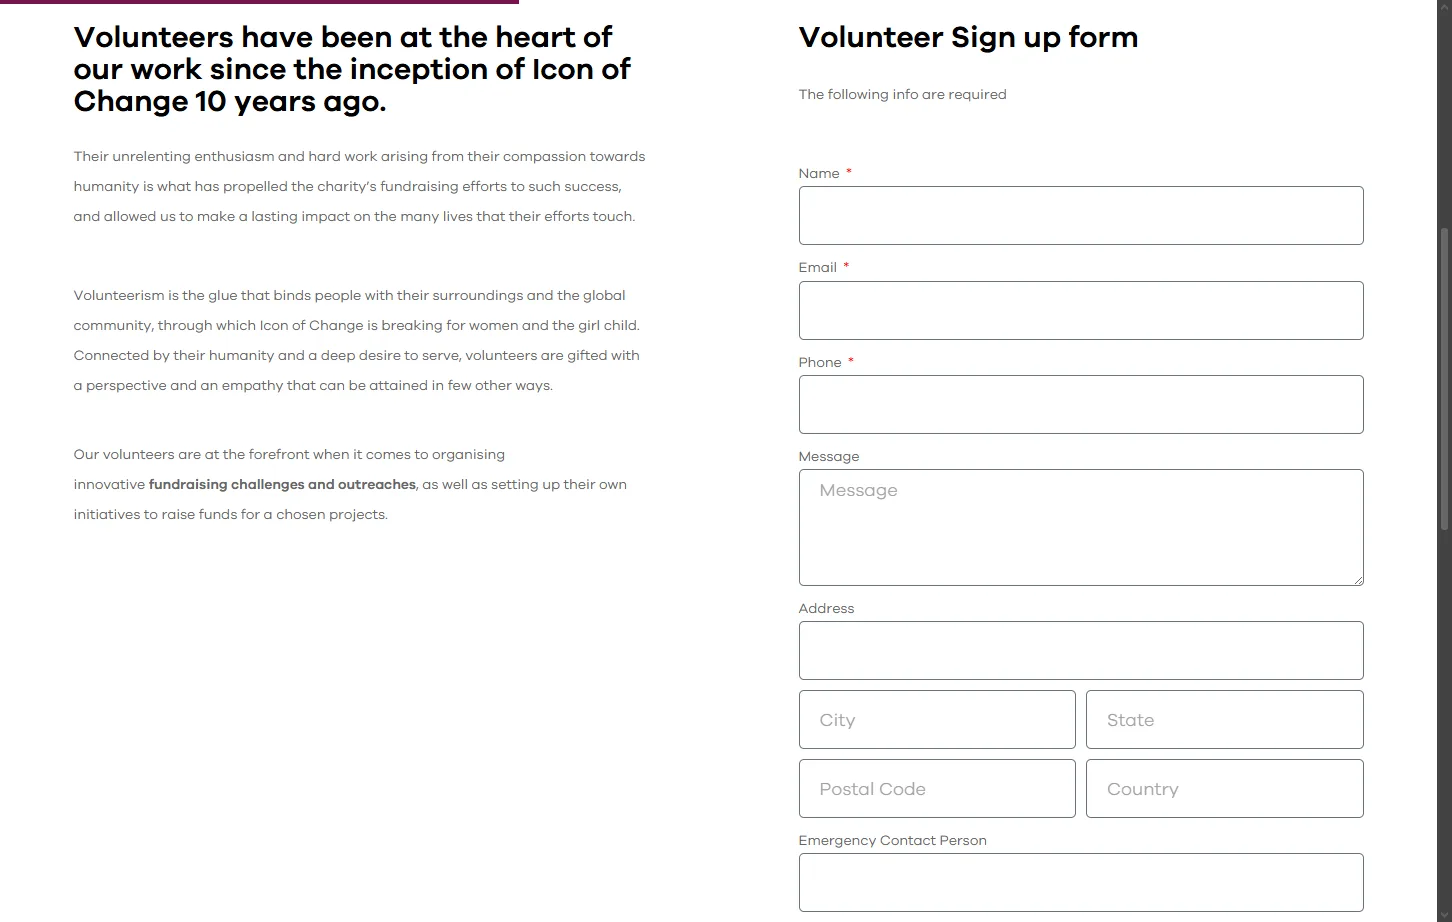 Volunteers have been at the heart of
our work since the inception of Icon of
Change 10 years ago.
Their unrelenting enthusiasm and hard work arising from their compassion towards
humanity is what has propelled the charity’s fundraising efforts to such success,
and allowed us to make a lasting impact on the many lives that their efforts touch.
Volunteerism is the glue that binds people with their surroundings and the global
community, through which Icon of Change is breaking for women and the girl child.
Connected by their humanity and a deep desire to serve, volunteers are gifted with
a perspective and an empathy that can be attained in few other ways.
Our volunteers are at the forefront when it comes to organising
innovative fundraising challenges and outreaches, as well as setting up their own
initiatives to raise funds for a chosen projects.
Volunteer Sign up form
The following info are required
Name *
Email *
Phone *
Message
Message
Address
City
State
Postal Code
Country
Emergency Contact Person